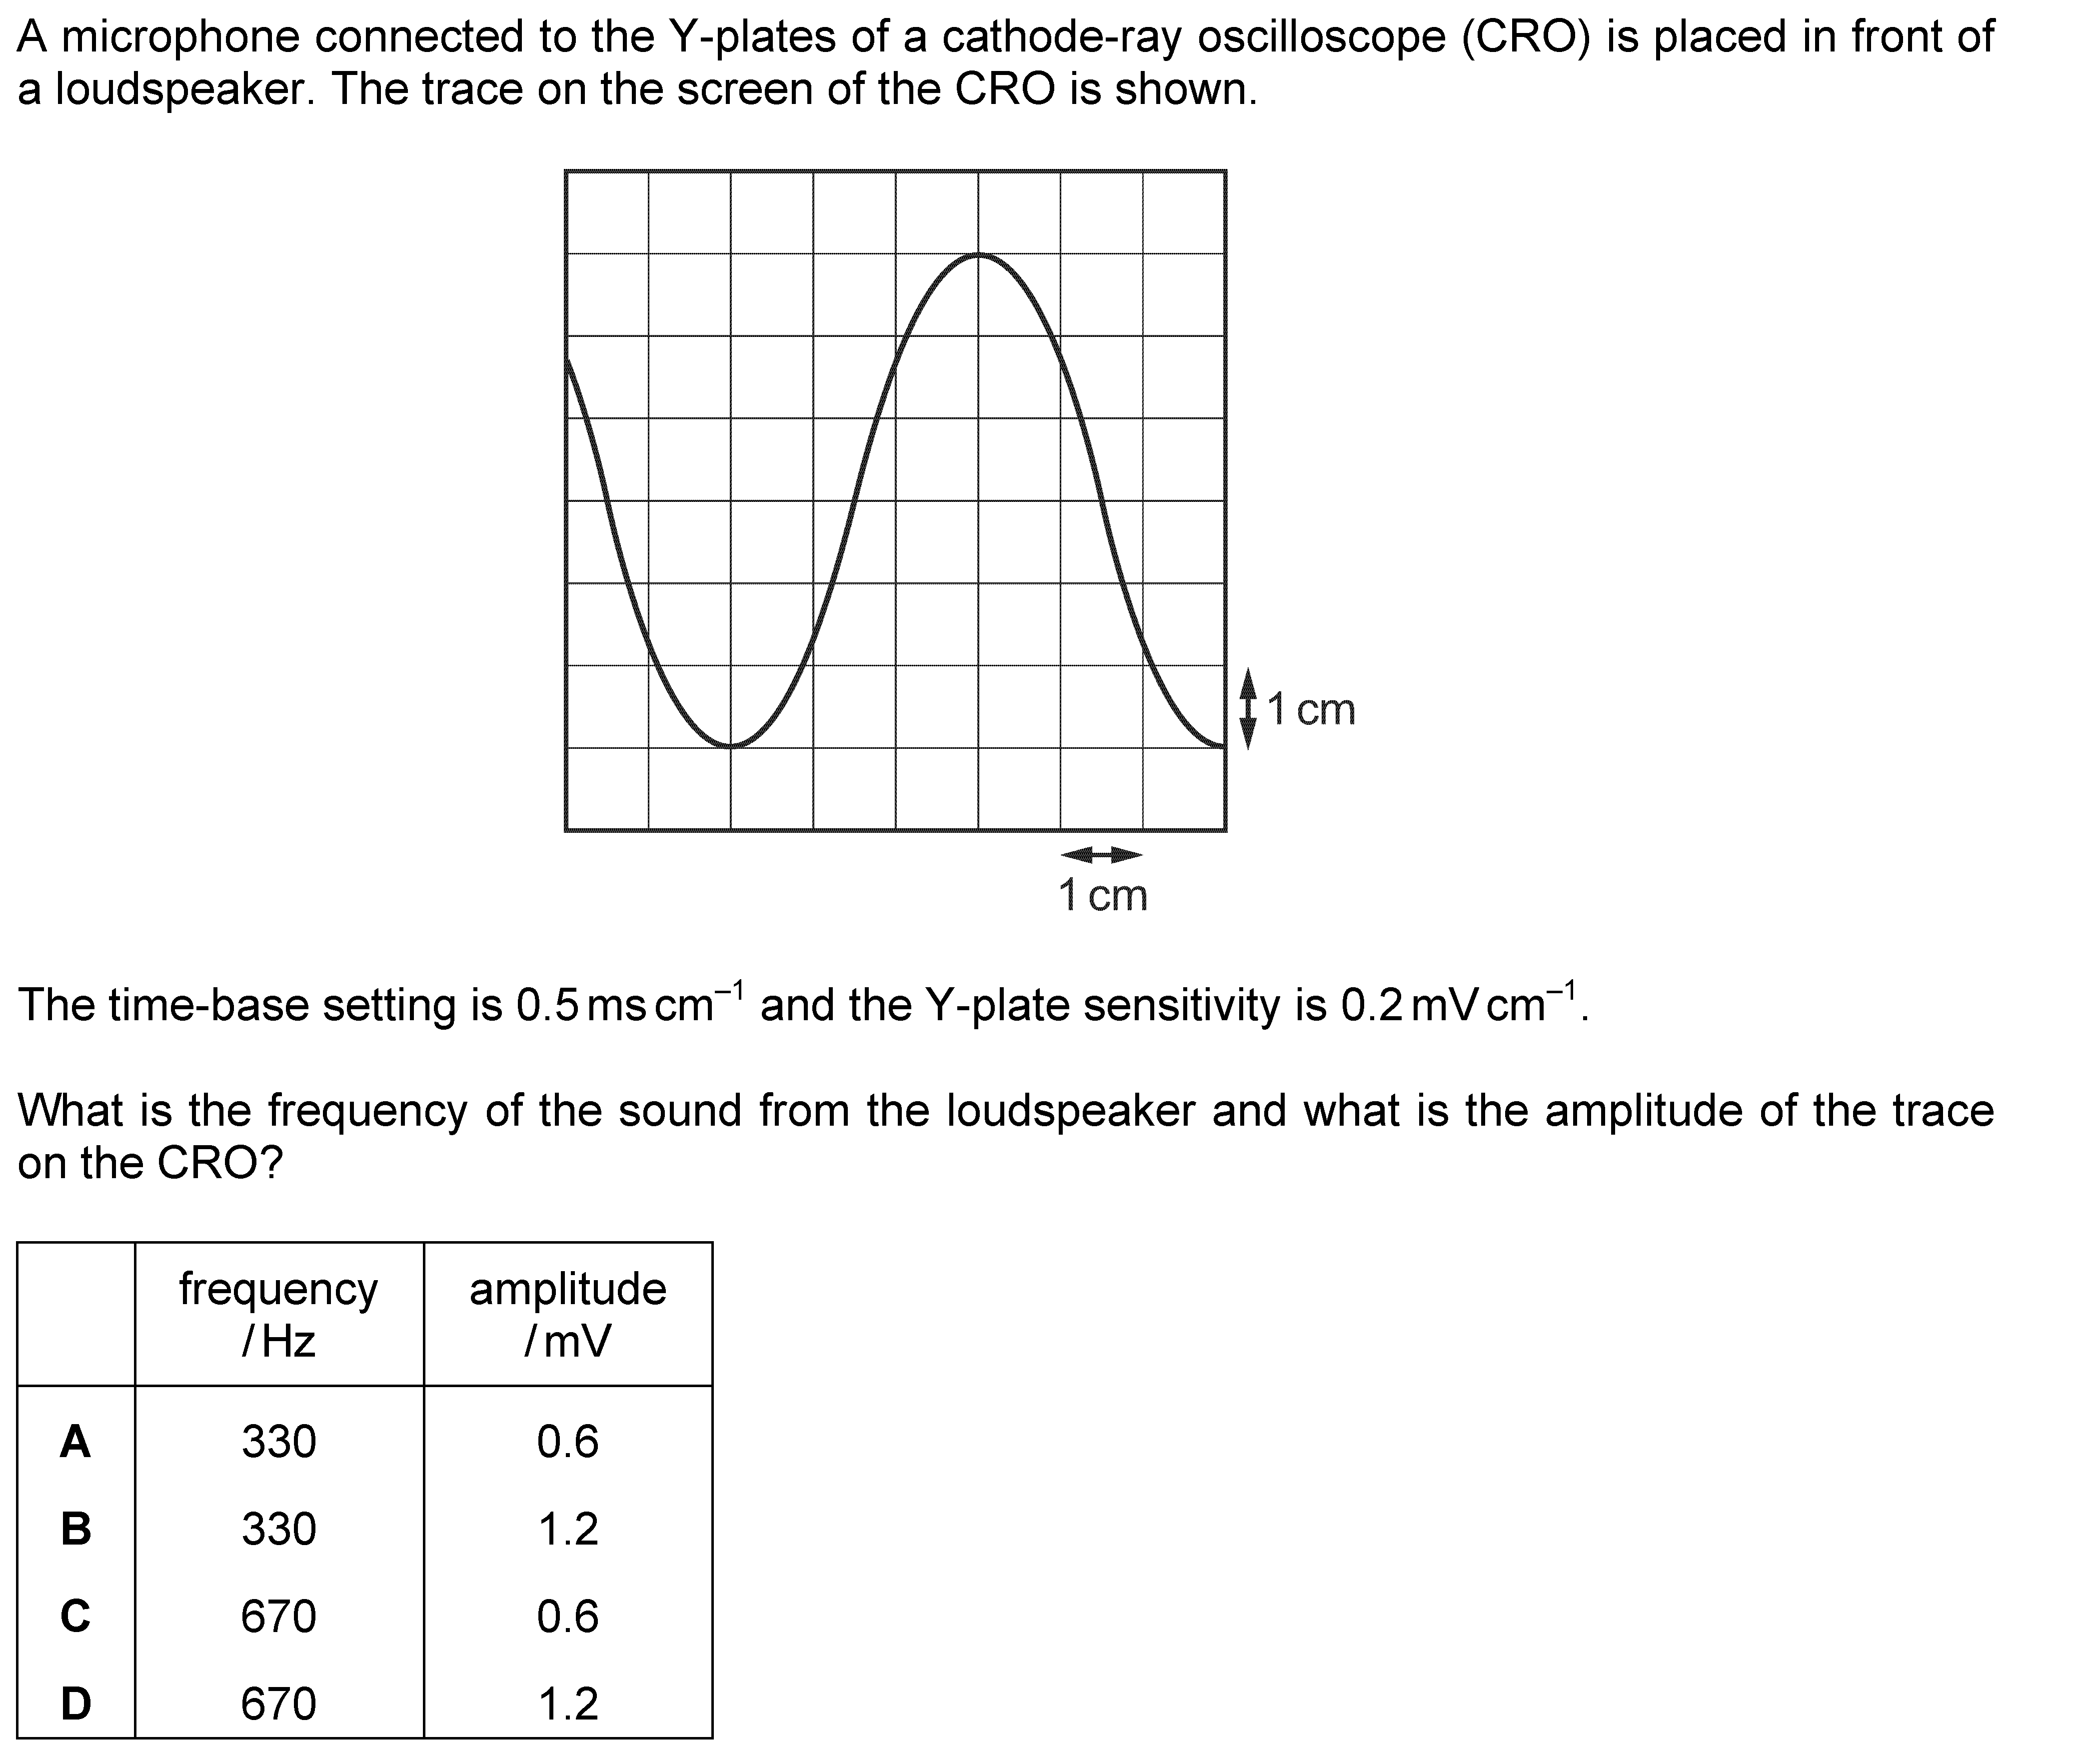 A microphone connected to the Y-plates of a cathode-ray oscilloscope (CRO) is placed in front of
a loudspeaker. The trace on the screen of the CRO is shown.
1 cm
1 cm
The time-base setting is 0.5 ms cm⁻¹ and the Y-plate sensitivity is 0.2 mV cm⁻¹.
What is the frequency of the sound from the loudspeaker and what is the amplitude of the trace
on the CRO?
frequency amplitude
/ Hz / mV
A 330 0.6
B 330 1.2
C 670 0.6
D 670 1.2